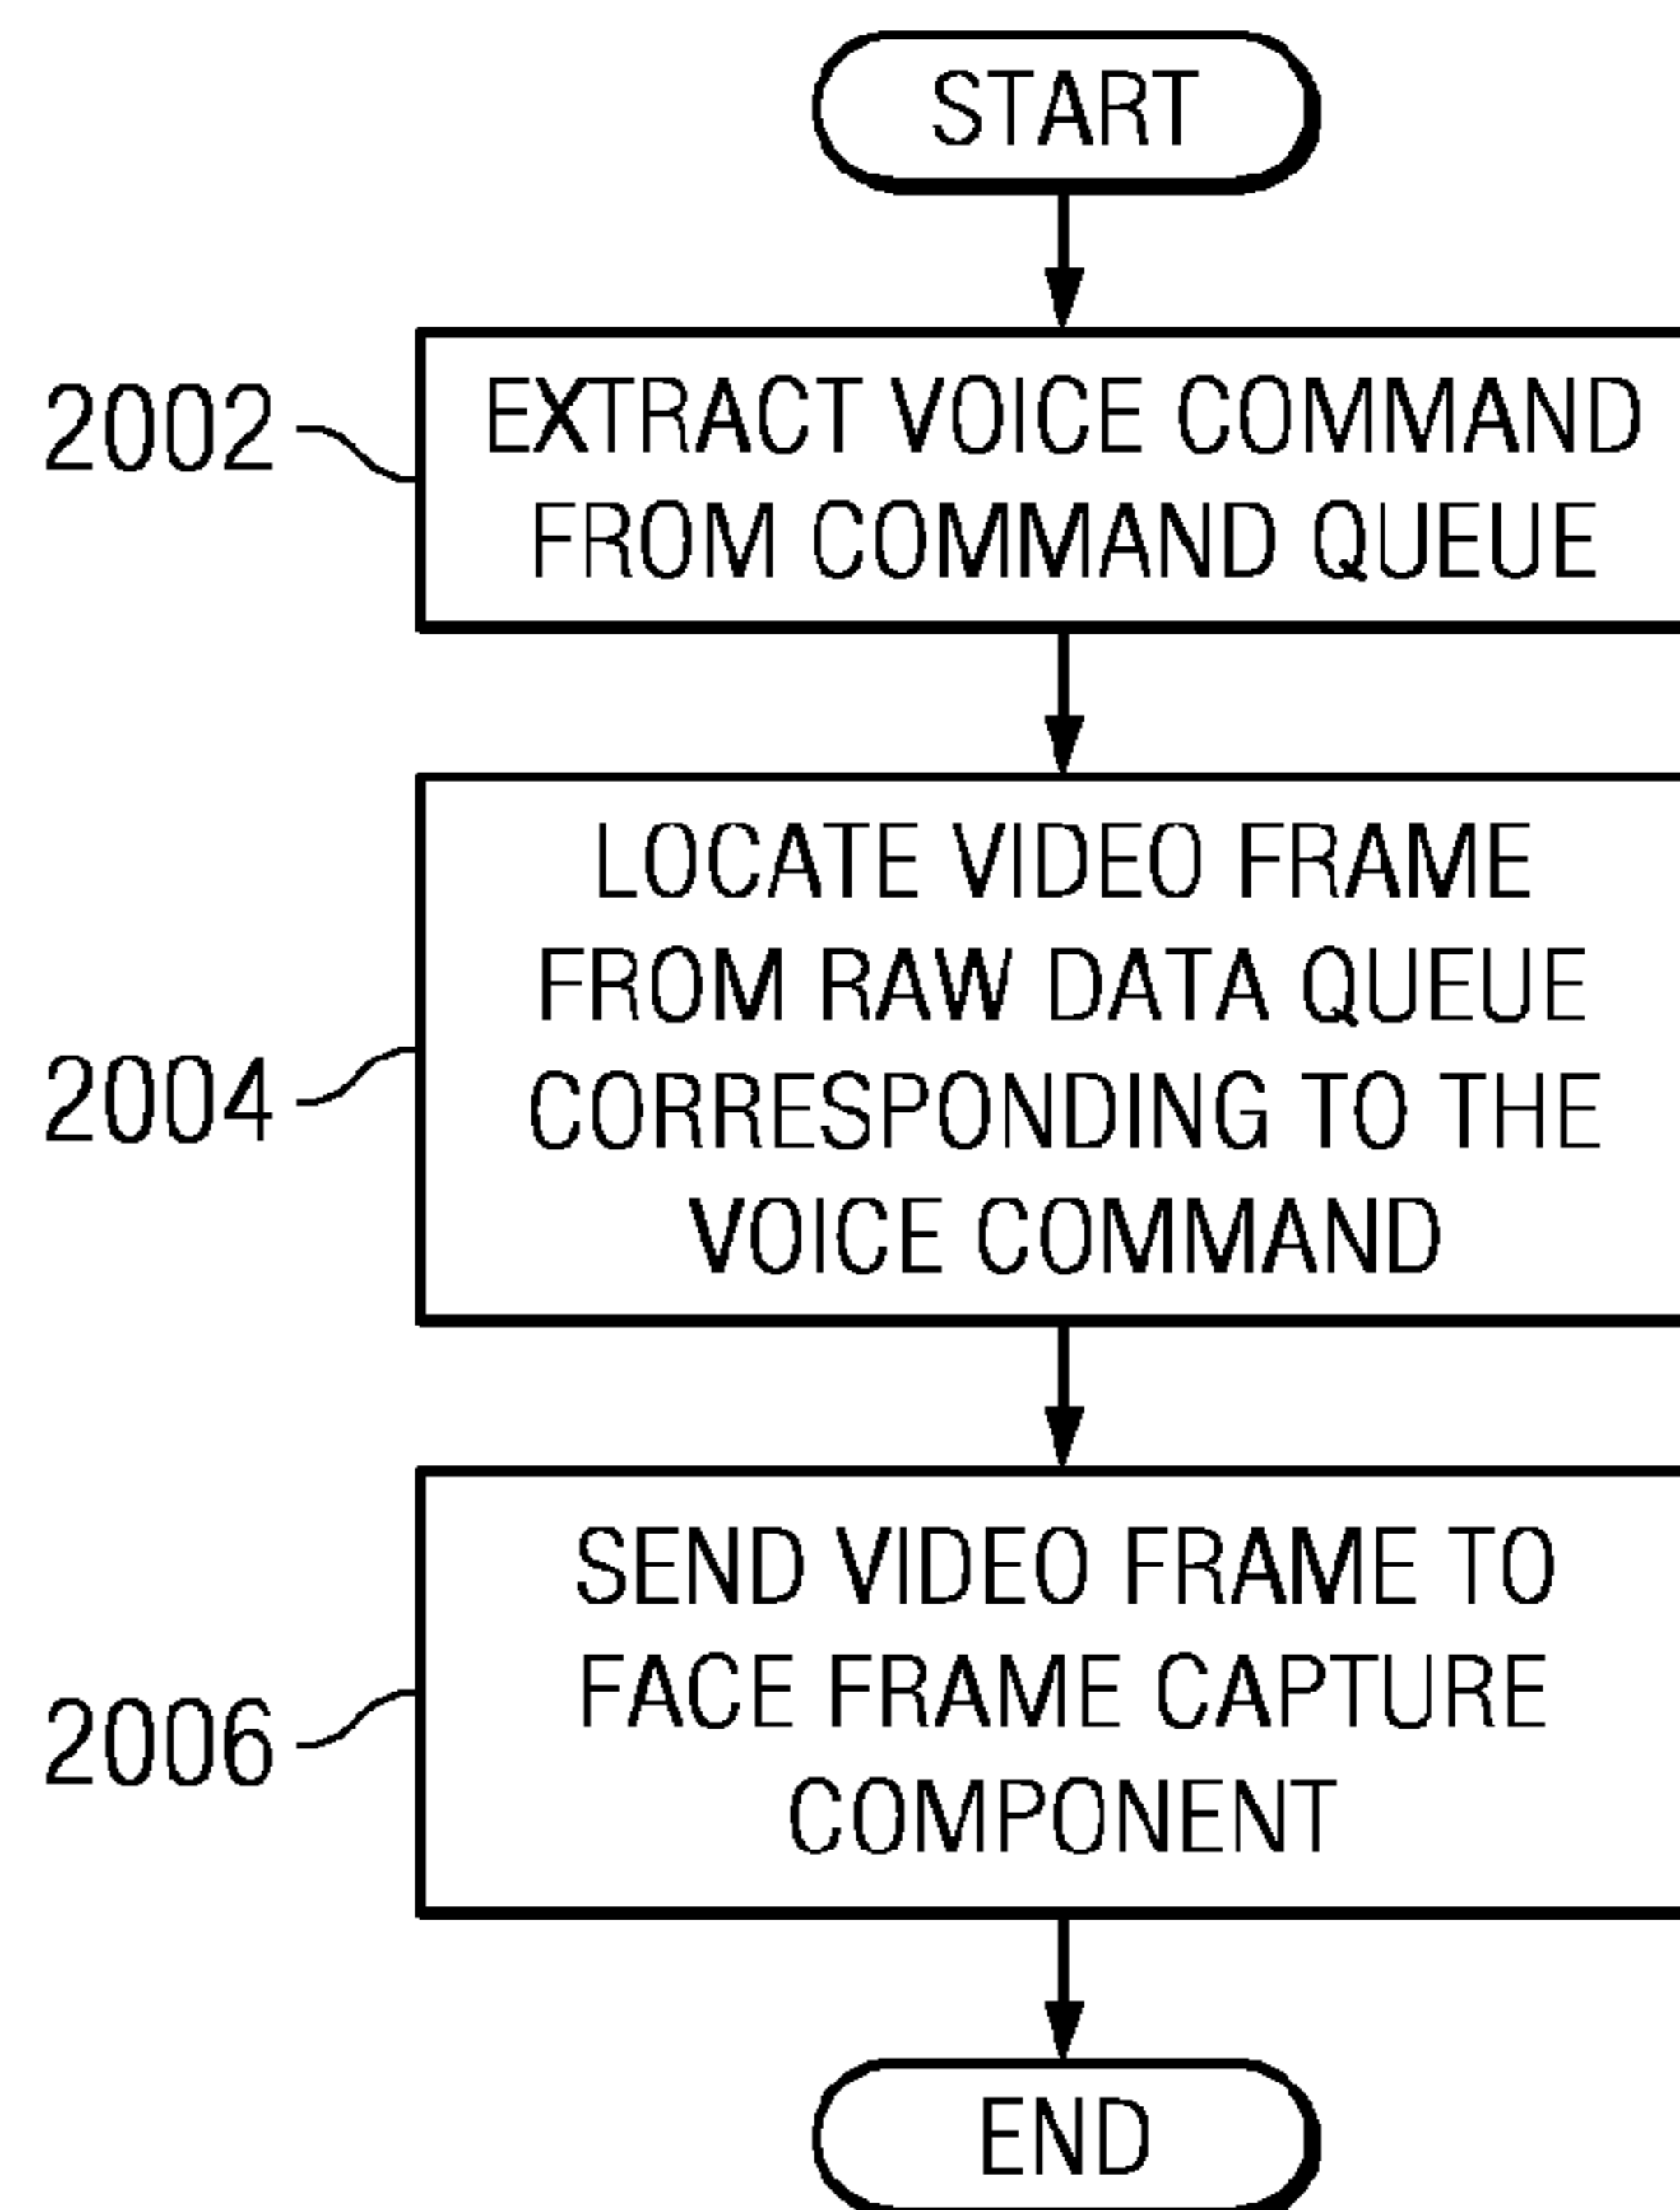 START
2002
EXTRACT VOICE COMMAND
FROM COMMAND QUEUE
2004
LOCATE VIDEO FRAME
FROM RAW DATA QUEUE
CORRESPONDING TO THE
VOICE COMMAND
2006
SEND VIDEO FRAME TO
FACE FRAME CAPTURE
COMPONENT
END